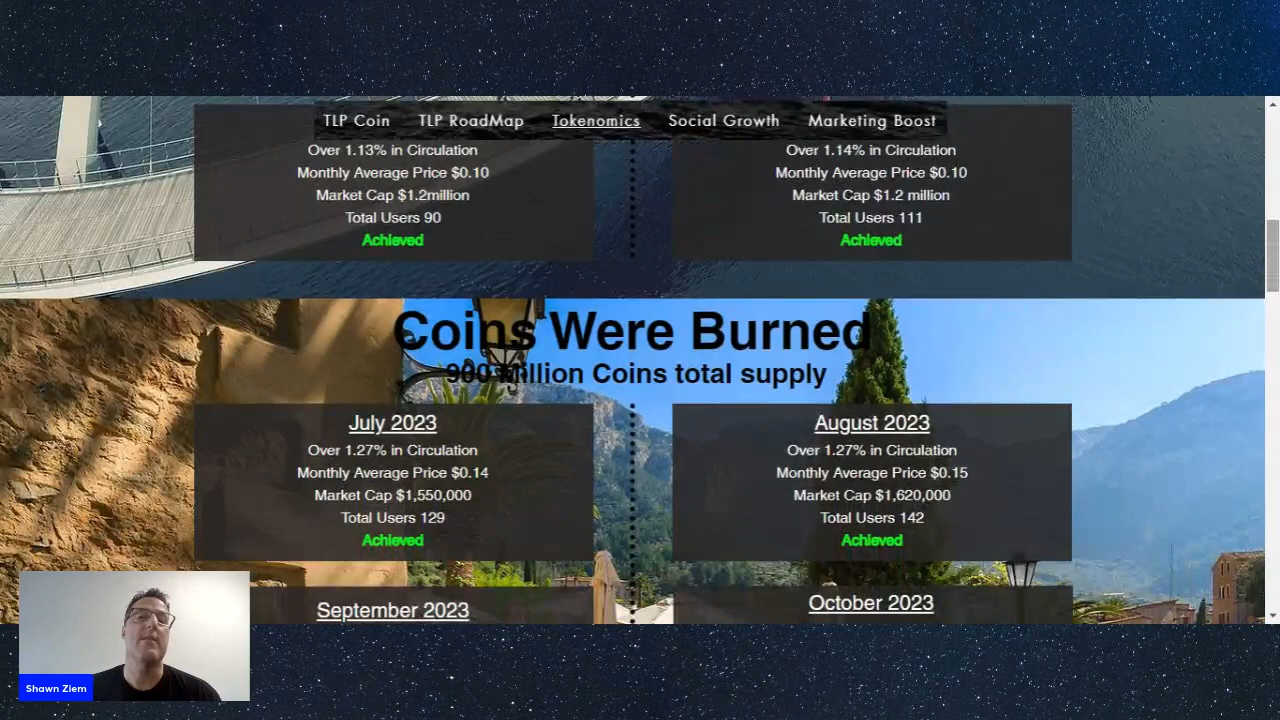 TLP Coin TLP RoadMap Tokenomics Social Growth Marketing Boost
Over 1.13% in Circulation
Monthly Average Price $0.10
Market Cap $1.2million
Total Users 90
Achieved
Over 1.14% in Circulation
Monthly Average Price $0.10
Market Cap $1.2 million
Total Users 111
Achieved
Coins Were Burned
900 Million Coins total supply
July 2023
Over 1.27% in Circulation
Monthly Average Price $0.14
Market Cap $1,550,000
Total Users 129
Achieved
August 2023
Over 1.27% in Circulation
Monthly Average Price $0.15
Market Cap $1,620,000
Total Users 142
Achieved
September 2023
October 2023
Shawn Ziem